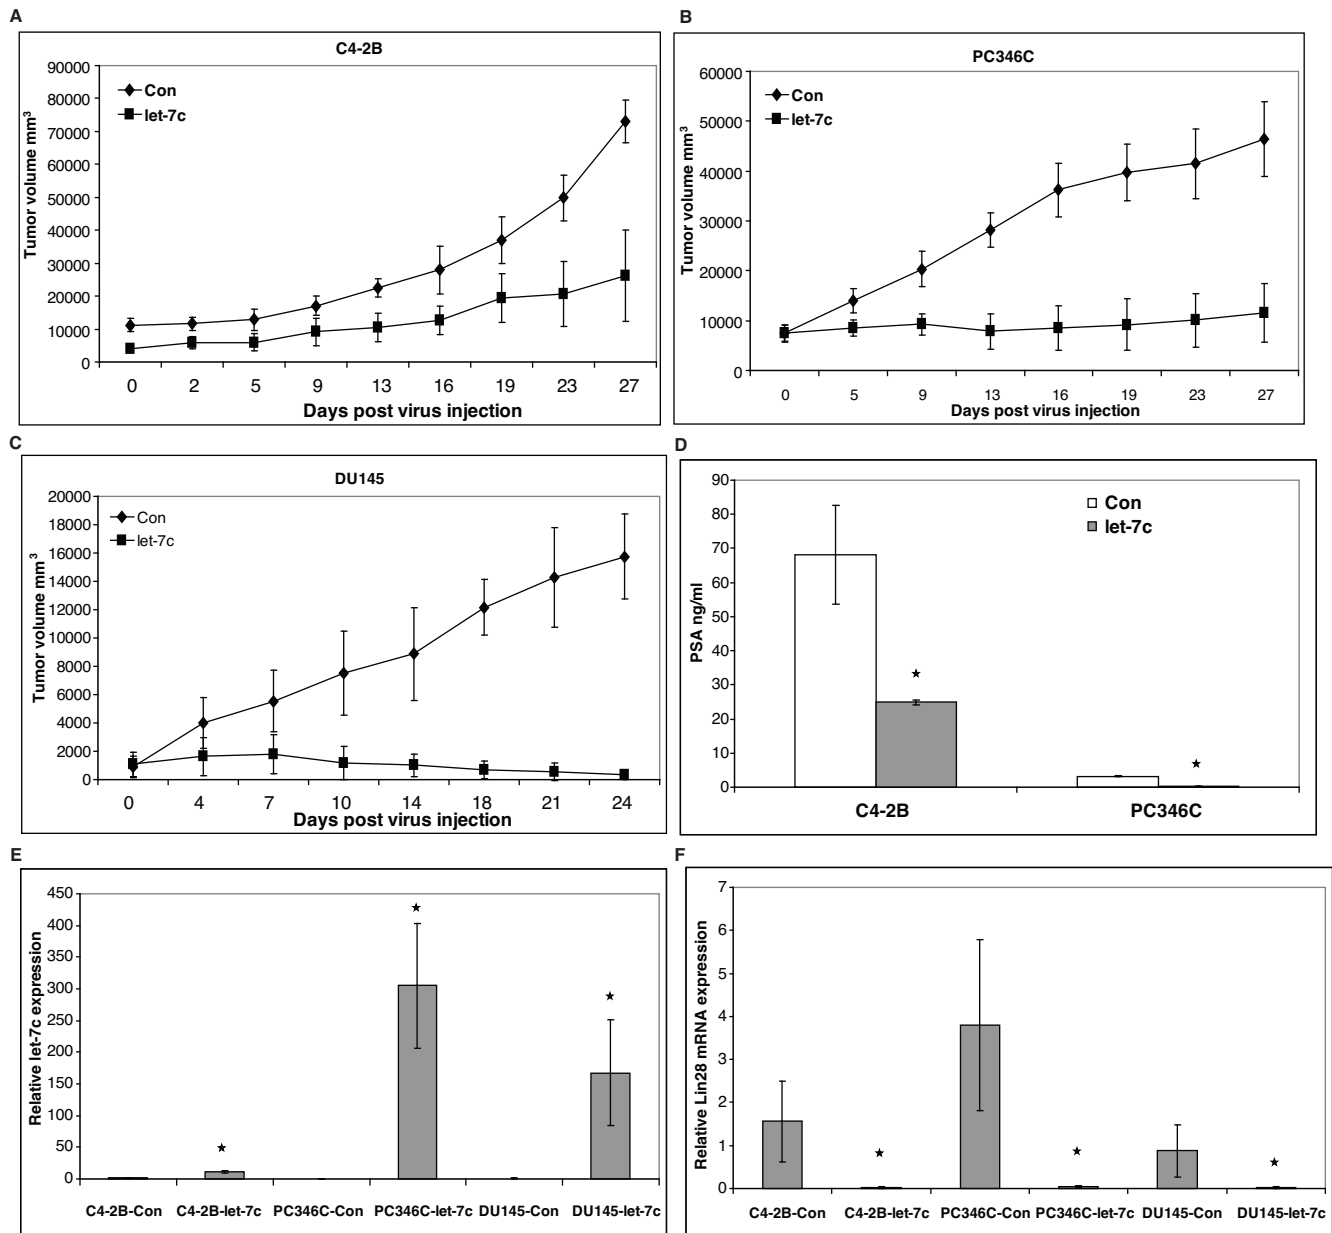 A
C4-2B
Con
let-7c
Tumor volume mm3
90000
80000
70000
60000
50000
40000
30000
20000
10000
0
0 2 5 9 13 16 19 23 27
Days post virus injection
B
PC346C
Con
let-7c
Tumor volume mm3
60000
50000
40000
30000
20000
10000
0
0 5 9 13 16 19 23 27
Days post virus injection
C
DU145
Con
let-7c
Tumor volume mm3
20000
18000
16000
14000
12000
10000
8000
6000
4000
2000
0
0 4 7 10 14 18 21 24
Days post virus injection
D
Con
let-7c
PSA ng/ml
90
80
70
60
50
40
30
20
10
0
C4-2B PC346C
E
Relative let-7c expression
450
400
350
300
250
200
150
100
50
0
C4-2B-Con C4-2B-let-7c PC346C-Con PC346C-let-7c DU145-Con DU145-let-7c
F
Relative Lin28 mRNA expression
7
6
5
4
3
2
1
0
C4-2B-Con C4-2B-let-7c PC346C-Con PC346C-let-7c DU145-Con DU145-let-7c